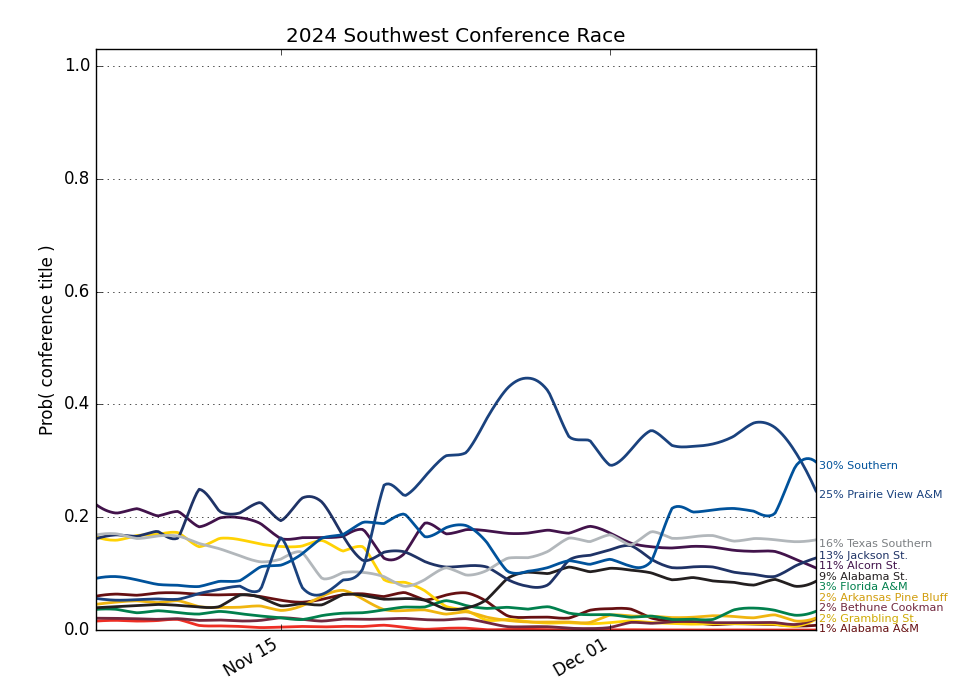 2024 Southwest Conference Race
Prob( conference title )
1.0
0.8
0.6
0.4
0.2
0.0
Nov 15
Dec 01
30% Southern
25% Prairie View A&M
16% Texas Southern
13% Jackson St.
11% Alcorn St.
9% Alabama St.
3% Florida A&M
2% Arkansas Pine Bluff
2% Bethune Cookman
2% Grambling St.
1% Alabama A&M